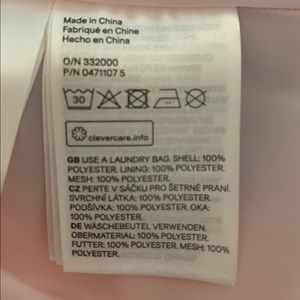 Made in China
Fabriqué en Chine
Hecho en China
O/N 332000
P/N 0471107 5
30
clevercare.info
GB USE A LAUNDRY BAG. SHELL: 100%
POLYESTER. LINING: 100% POLYESTER.
MESH: 100% POLYESTER.
CZ PERTE V SÁČKU PRO ŠETRNÉ PRANÍ.
SVRCHNÍ LÁTKA: 100% POLYESTER.
PODŠÍVKA: 100% POLYESTER. OKA:
100% POLYESTER.
DE WÄSCHEBEUTEL VERWENDEN.
OBERMATERIAL: 100% POLYESTER.
FUTTER: 100% POLYESTER. MESH: 100%
POLYESTER.